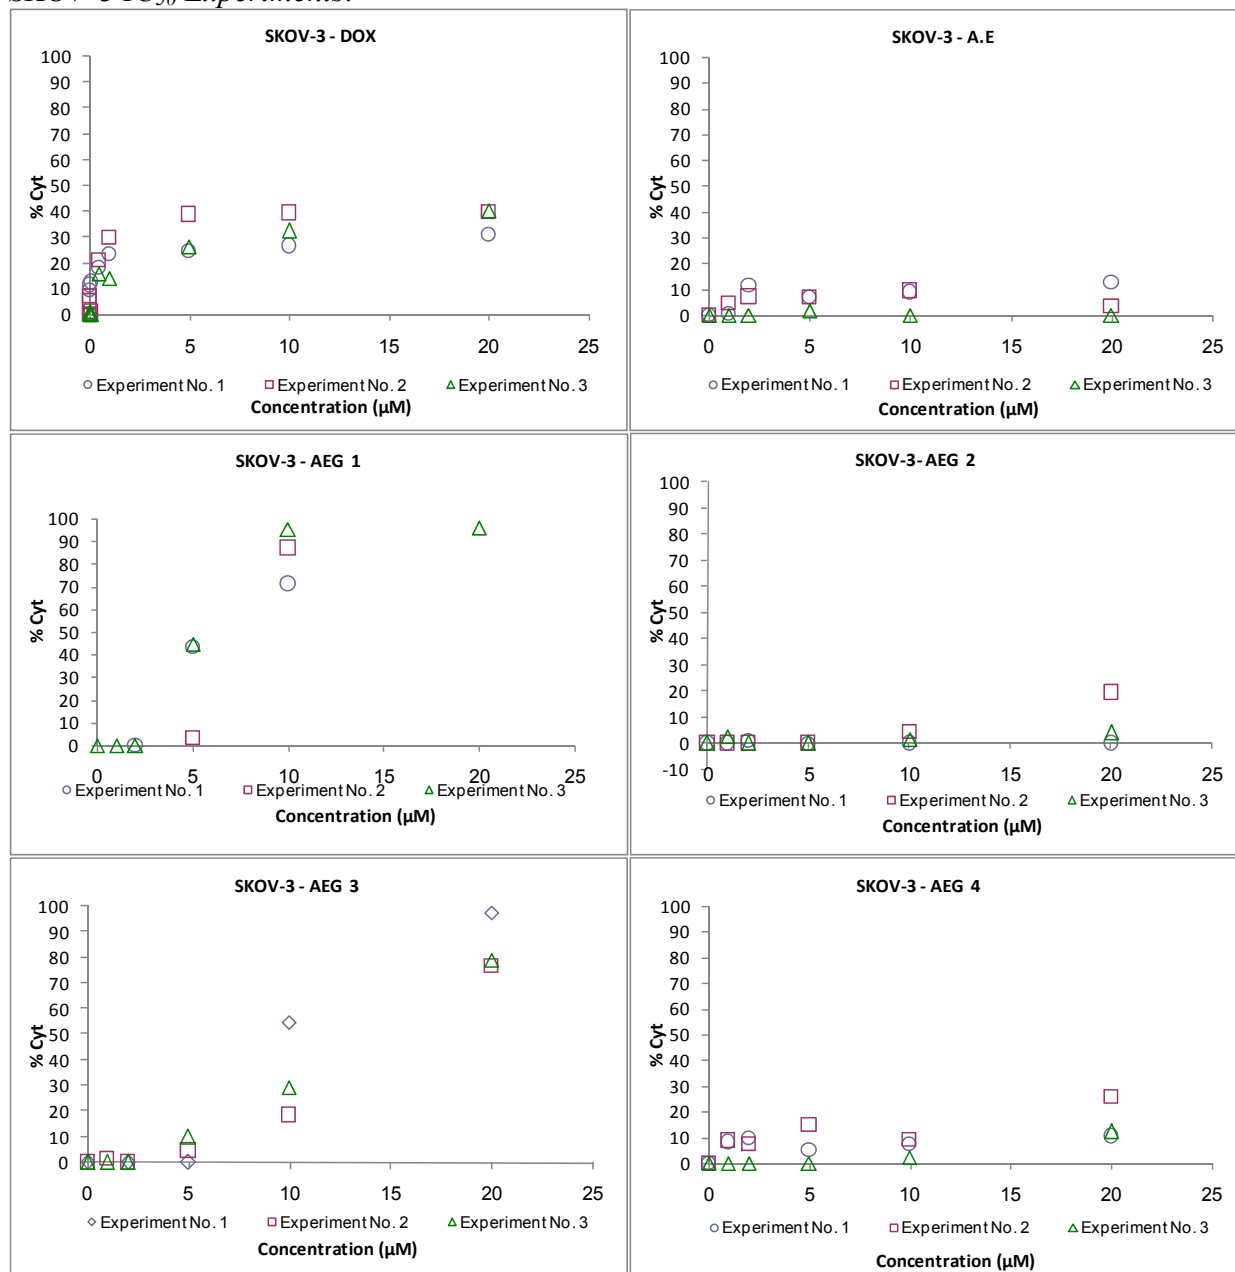 SKOV-3 IC50 Experiments:
SKOV-3 - DOX
100
90
80
70
60
50
40
30
20
10
0
% Cyt
0 5 10 15 20 25
Experiment No. 1 Experiment No. 2 Experiment No. 3
Concentration (µM)
SKOV-3 - A.E
100
90
80
70
60
50
40
30
20
10
0
% Cyt
0 5 10 15 20 25
Experiment No. 1 Experiment No. 2 Experiment No. 3
Concentration (µM)
SKOV-3 - AEG 1
100
90
80
70
60
50
40
30
20
10
0
% Cyt
0 5 10 15 20 25
Experiment No. 1 Experiment No. 2 Experiment No. 3
Concentration (µM)
SKOV-3- AEG 2
100
90
80
70
60
50
40
30
20
10
0
-10
% Cyt
0 5 10 15 20 25
Experiment No. 1 Experiment No. 2 Experiment No. 3
Concentration (µM)
SKOV-3 - AEG 3
100
90
80
70
60
50
40
30
20
10
0
% Cyt
0 5 10 15 20 25
Experiment No. 1 Experiment No. 2 Experiment No. 3
Concentration (µM)
SKOV-3 - AEG 4
100
90
80
70
60
50
40
30
20
10
0
% Cyt
0 5 10 15 20 25
Experiment No. 1 Experiment No. 2 Experiment No. 3
Concentration (µM)